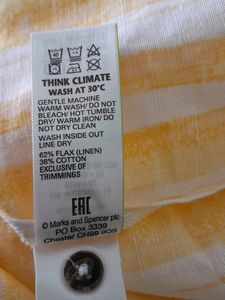 THINK CLIMATE
WASH AT 30°C
GENTLE MACHINE
WARM WASH/ DO NOT
BLEACH/ HOT TUMBLE
DRY/ WARM IRON/ DO
NOT DRY CLEAN
WASH INSIDE OUT
LINE DRY
62% FLAX (LINEN)
38% COTTON
EXCLUSIVE OF
TRIMMINGS
EAC
© Marks and Spencer plc
PO Box 3339
Chester CH99 9QS